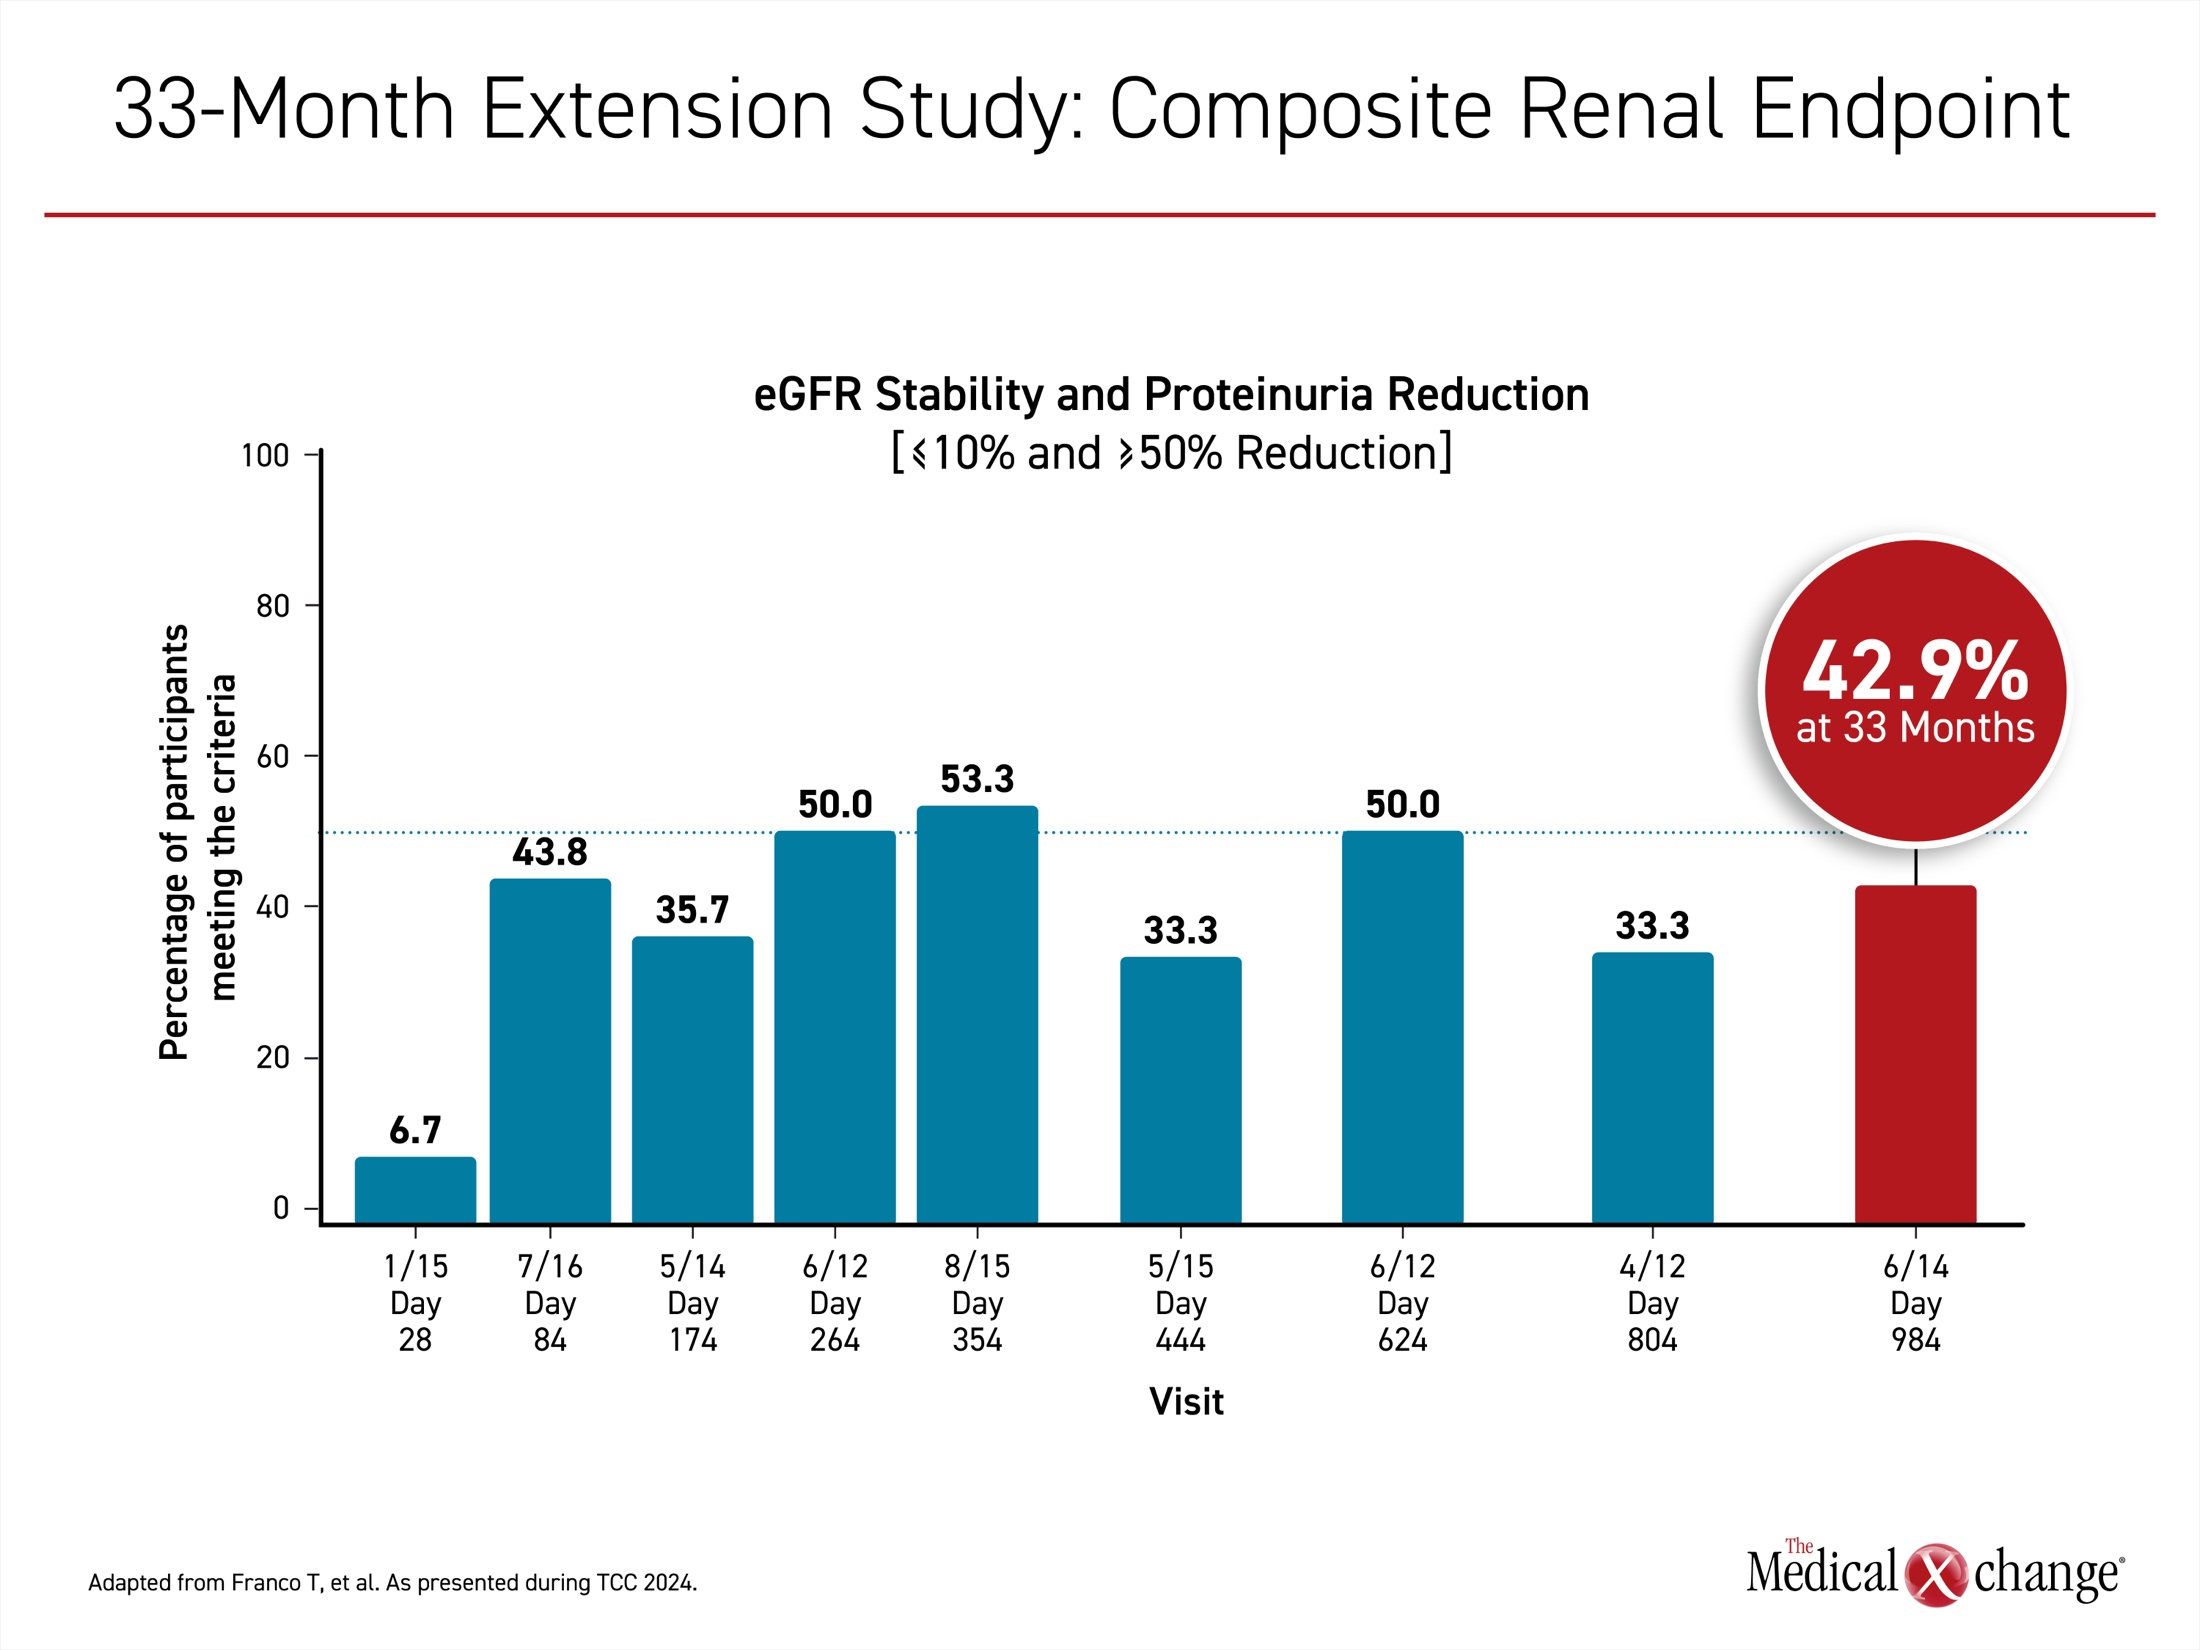 33-Month Extension Study: Composite Renal Endpoint
eGFR Stability and Proteinuria Reduction
[⩽10% and ⩾50% Reduction]
Percentage of participants
meeting the criteria
100
80
60
40
20
0
6.7
43.8
35.7
50.0
53.3
33.3
50.0
33.3
42.9%
at 33 Months
1/15 7/16 5/14 6/12 8/15 5/15 6/12 4/12 6/14
Day Day Day Day Day Day Day Day Day
28 84 174 264 354 444 624 804 984
Visit
Adapted from Franco T, et al. As presented during TCC 2024.
The
Medical X change®